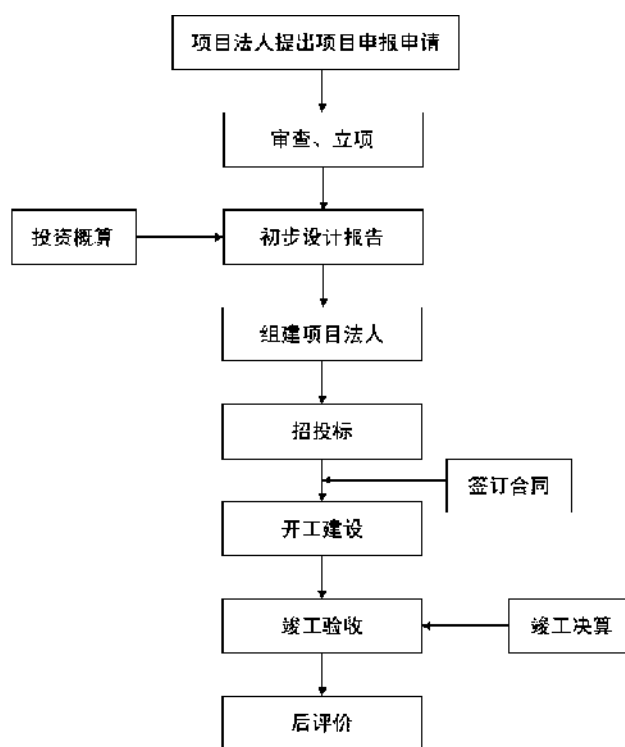 项目法人提出项目申报申请
审查、立项
投资概算
初步设计报告
组建项目法人
招投标
签订合同
开工建设
竣工验收
竣工决算
后评价